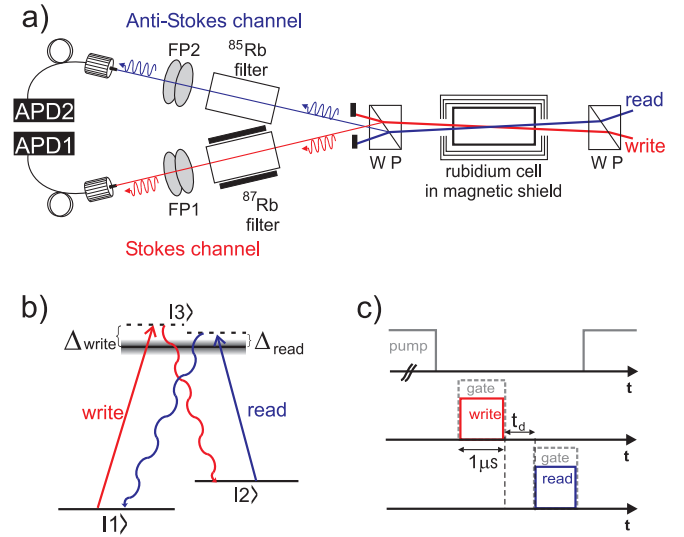 a)
Anti-Stokes channel
FP2
⁸⁵Rb
filter
APD2
APD1
read
write
W P
W P
rubidium cell
in magnetic shield
FP1
⁸⁷Rb
filter
Stokes channel
b)
|3⟩
Δwrite
Δread
write
read
|1⟩
|2⟩
c)
pump
t
gate
write
t_d
1μs
t
gate
read
t